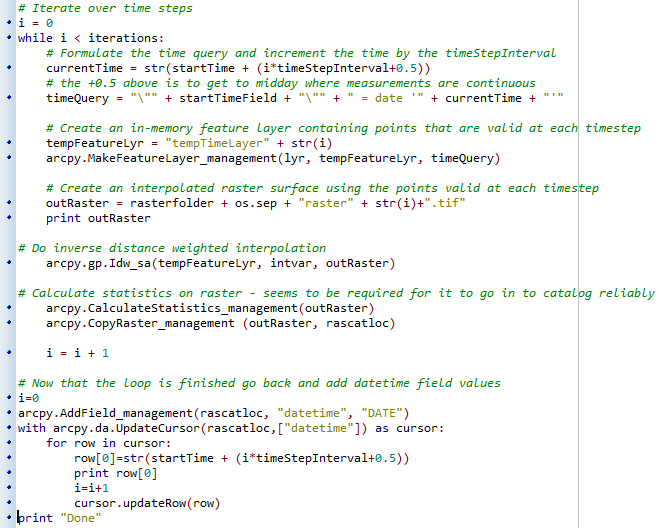 # Iterate over time steps
i = 0
while i < iterations:
    # Formulate the time query and increment the time by the timeStepInterval
    currentTime = str(startTime + (i*timeStepInterval+0.5))
    # the +0.5 above is to get to midday where measurements are continuous
    timeQuery = "\"" + startTimeField + "\"" + " = date '" + currentTime + "'"

    # Create an in-memory feature layer containing points that are valid at each timestep
    tempFeatureLyr = "tempTimeLayer" + str(i)
    arcpy.MakeFeatureLayer_management(lyr, tempFeatureLyr, timeQuery)

    # Create an interpolated raster surface using the points valid at each timestep
    outRaster = rasterfolder + os.sep + "raster" + str(i)+".tif"
    print outRaster

# Do inverse distance weighted interpolation
    arcpy.gp.Idw_sa(tempFeatureLyr, intvar, outRaster)

# Calculate statistics on raster - seems to be required for it to go in to catalog reliably
    arcpy.CalculateStatistics_management(outRaster)
    arcpy.CopyRaster_management (outRaster, rascatloc)

    i = i + 1

# Now that the loop is finished go back and add datetime field values
i=0
arcpy.AddField_management(rascatloc, "datetime", "DATE")
with arcpy.da.UpdateCursor(rascatloc,["datetime"]) as cursor:
    for row in cursor:
        row[0]=str(startTime + (i*timeStepInterval+0.5))
        print row[0]
        i=i+1
        cursor.updateRow(row)
print "Done"